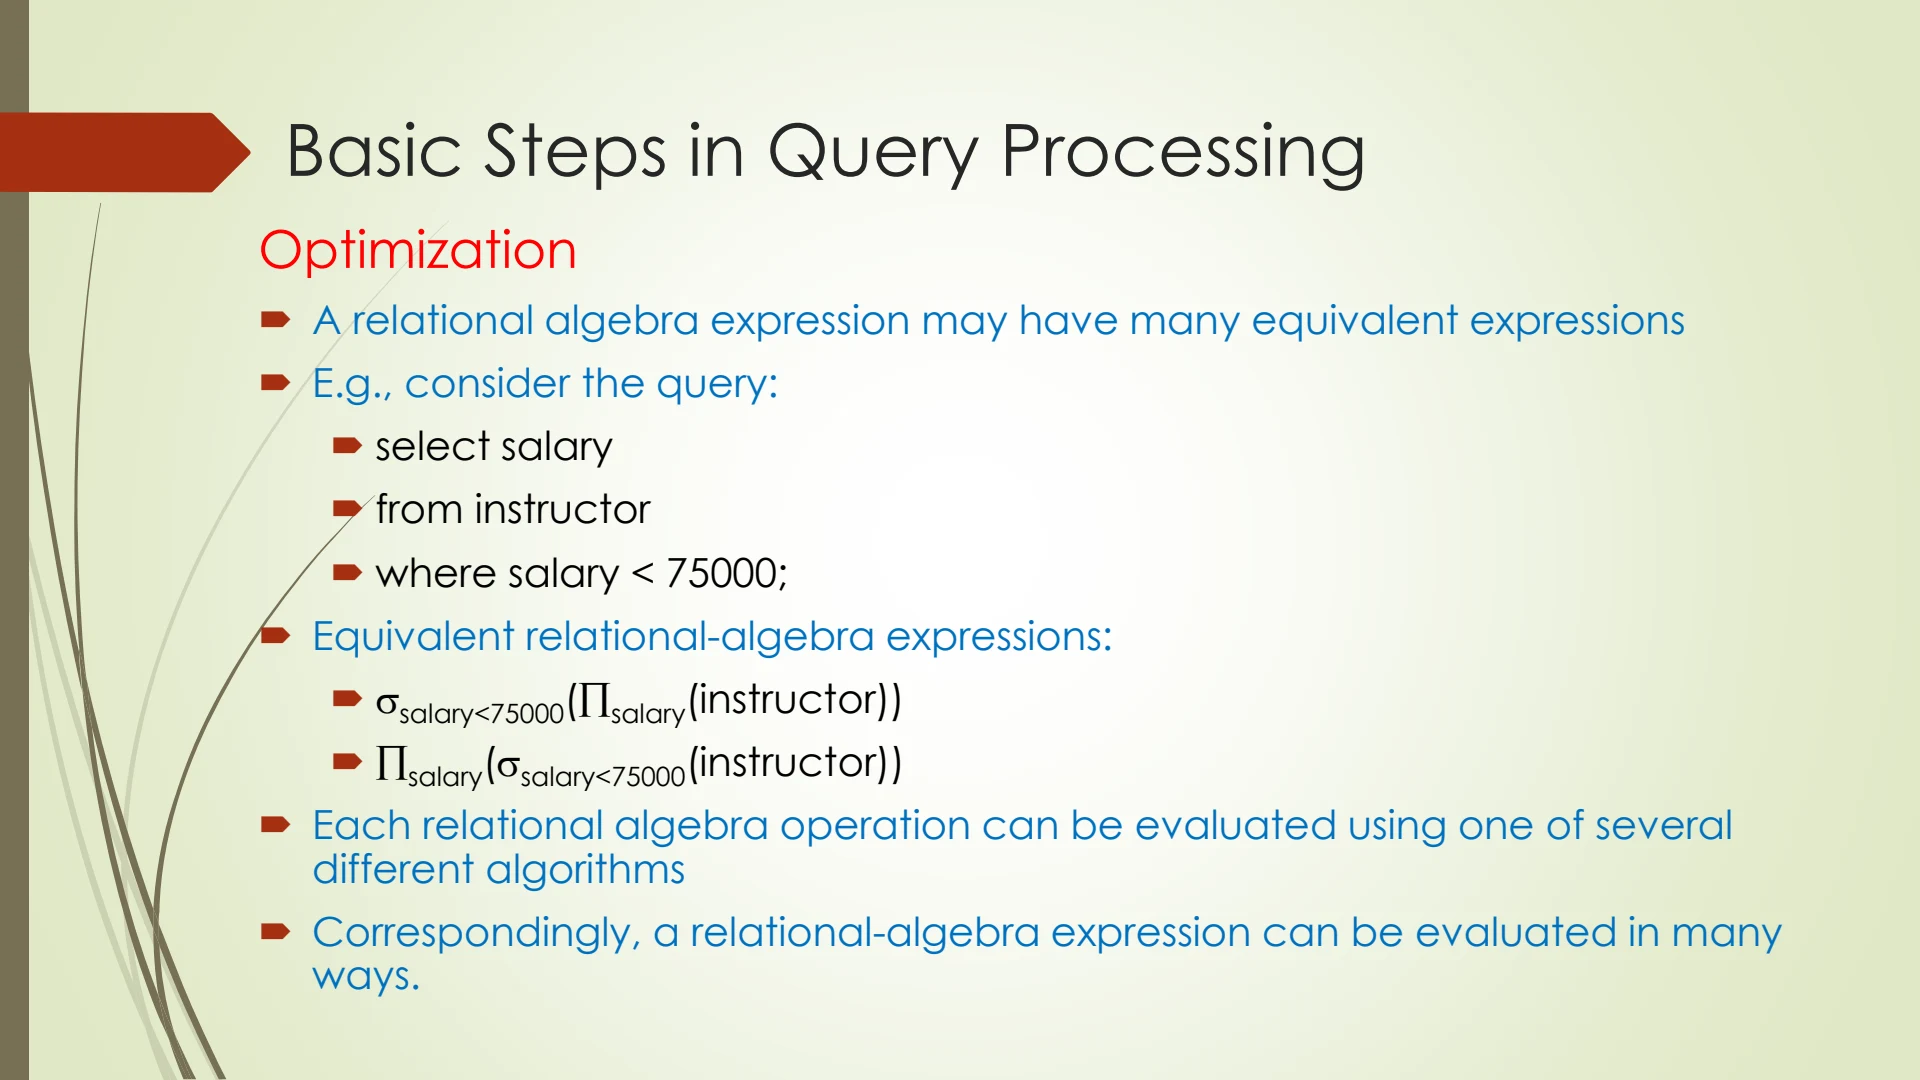 Basic Steps in Query Processing
Optimization
A relational algebra expression may have many equivalent expressions
E.g., consider the query:
select salary
from instructor
where salary < 75000;
Equivalent relational-algebra expressions:
σsalary<75000(∏salary(instructor))
∏salary(σsalary<75000(instructor))
Each relational algebra operation can be evaluated using one of several
different algorithms
Correspondingly, a relational-algebra expression can be evaluated in many
ways.